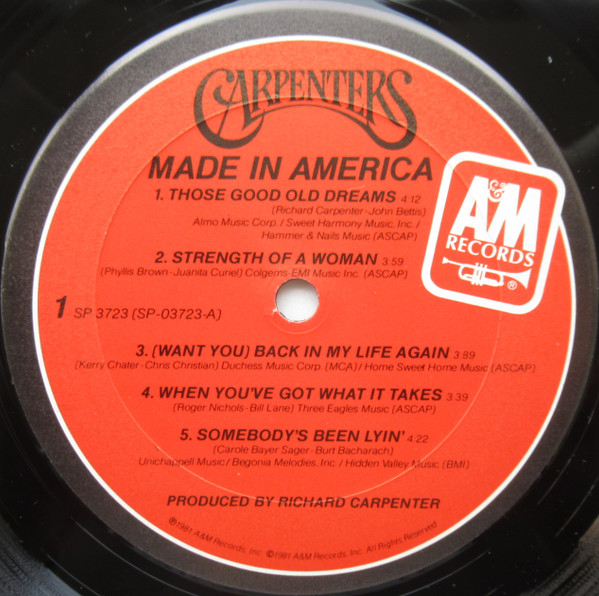 CARPENTERS
MADE IN AMERICA
1. THOSE GOOD OLD DREAMS 4:12
(Richard Carpenter-John Bettis)
Almo Music Corp. / Sweet Harmony Music, Inc. /
Hammer & Nails Music (ASCAP)
A&M
RECORDS
®
2. STRENGTH OF A WOMAN 3:59
(Phyllis Brown-Juanita Curiel) Colgems-EMI Music Inc. (ASCAP)
1 SP 3723 (SP-03723-A)
3. (WANT YOU) BACK IN MY LIFE AGAIN 3:89
(Kerry Chater-Chris Christian) Duchess Music Corp. (MCA) / Home Sweet Home Music (ASCAP)
4. WHEN YOU'VE GOT WHAT IT TAKES 3:39
(Roger Nichols-Bill Lane) Three Eagles Music (ASCAP)
5. SOMEBODY'S BEEN LYIN' 4:22
(Carole Bayer Sager-Burt Bacharach)
Unichappell Music / Begonia Melodies, Inc. / Hidden Valley Music (BMI)
PRODUCED BY RICHARD CARPENTER
℗1981 A&M Records, Inc. ©1981 A&M Records, Inc. All Rights Reserved